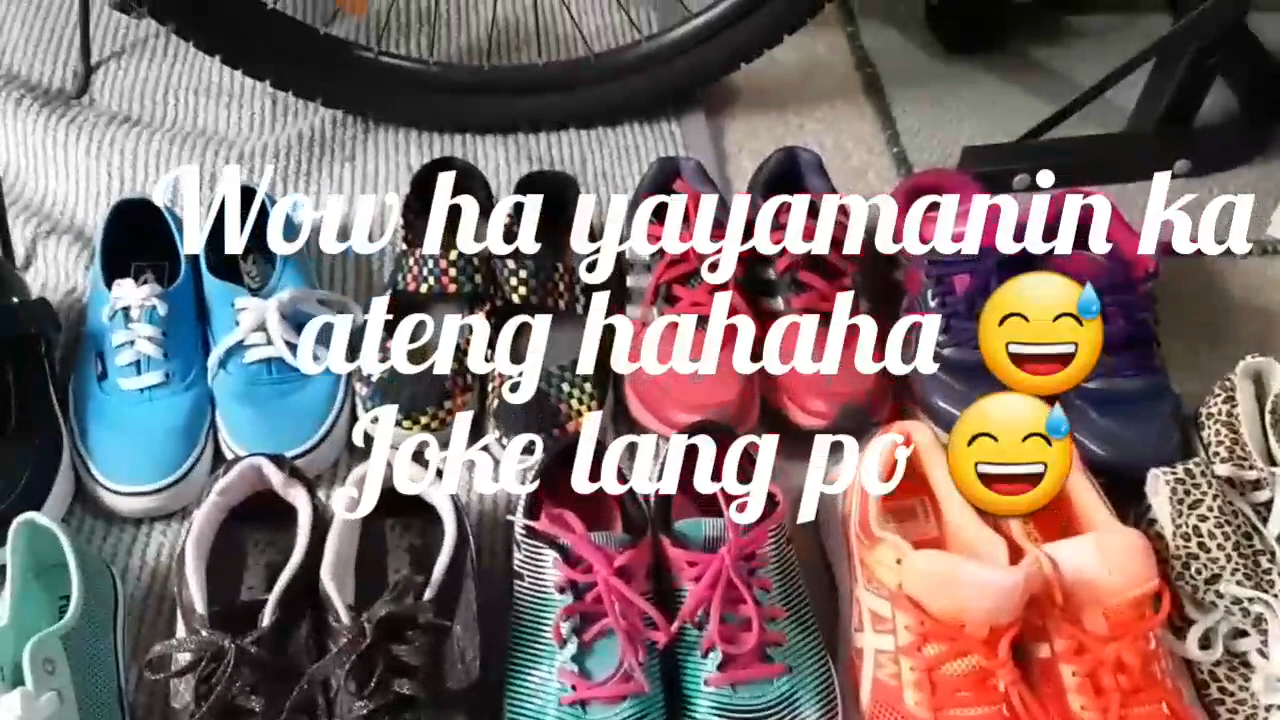 Wow ha yayamanin ka
ateng hahaha 😅
Joke lang po 😅